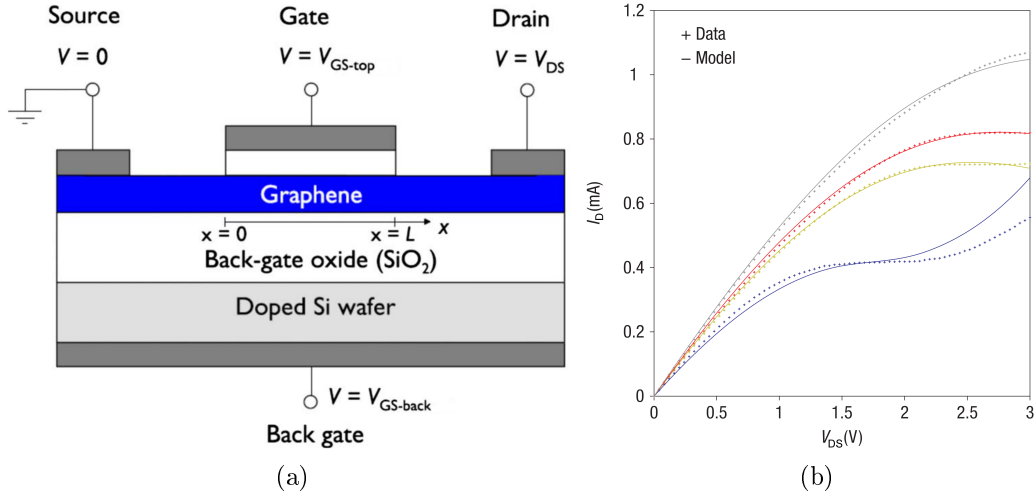 Source
Gate
Drain
V = 0
V = V_GS-top
V = V_DS
Graphene
x = 0
x = L
x
Back-gate oxide (SiO₂)
Doped Si wafer
V = V_GS-back
Back gate
(a)
1.2
1.0
0.8
0.6
0.4
0.2
0
I_D(mA)
+ Data
− Model
0
0.5
1
1.5
2
2.5
3
V_DS(V)
(b)